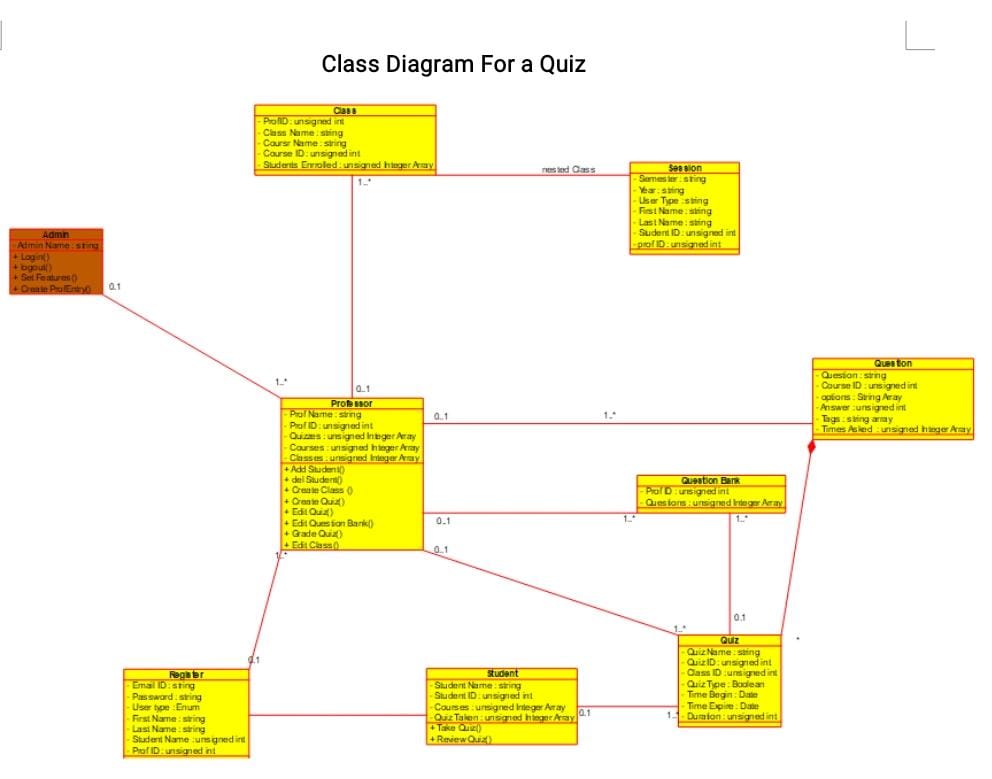 Class Diagram For a Quiz
Class
- ProfID : unsigned int
- Class Name : string
- Coursr Name : string
- Course ID : unsigned int
- Students Enrrolled : unsigned Integer Array
1..*
nested Class
Session
- Semester : string
- Year : string
- User Type : string
- First Name : string
- Last Name : string
- Student ID : unsigned int
- prof ID : unsigned int
Admin
- Admin Name : string
+ Login()
+ logout()
+ Set Features()
+ Create ProfEntry()
0.1
1..*
0..1
Professor
- Prof Name : string
- Prof ID : unsigned int
- Quizzes : unsigned Integer Array
- Courses : unsigned Integer Array
- Classes : unsigned Integer Array
+ Add Student()
+ del Student()
+ Create Class ()
+ Create Quiz()
+ Edit Quiz()
+ Edit Question Bank()
+ Grade Quiz()
+ Edit Class()
0..1
1..*
Question
- Question : string
- Course ID : unsigned int
- options : String Array
- Answer : unsigned int
- Tags : string array
- Times Asked : unsigned Integer Array
Question Bank
- Prof ID : unsigned int
- Questions : unsigned Integer Array
0..1
1..*
1..*
0..1
1..*
0.1
1..*
*
Quiz
- Quiz Name : string
- Quiz ID : unsigned int
- Class ID : unsigned int
- Quiz Type : Boolean
- Time Begin : Date
- Time Expire : Date
- Duration : unsigned int
0.1
Register
- Email ID : string
- Password : string
- User type : Enum
- First Name : string
- Last Name : string
- Student Name : unsigned int
- Prof ID : unsigned int
Student
- Student Name : string
- Student ID : unsigned int
- Courses : unsigned Integer Array
- Quiz Taken : unsigned Integer Array
+ Take Quiz()
+ Review Quiz()
0.1
1..*